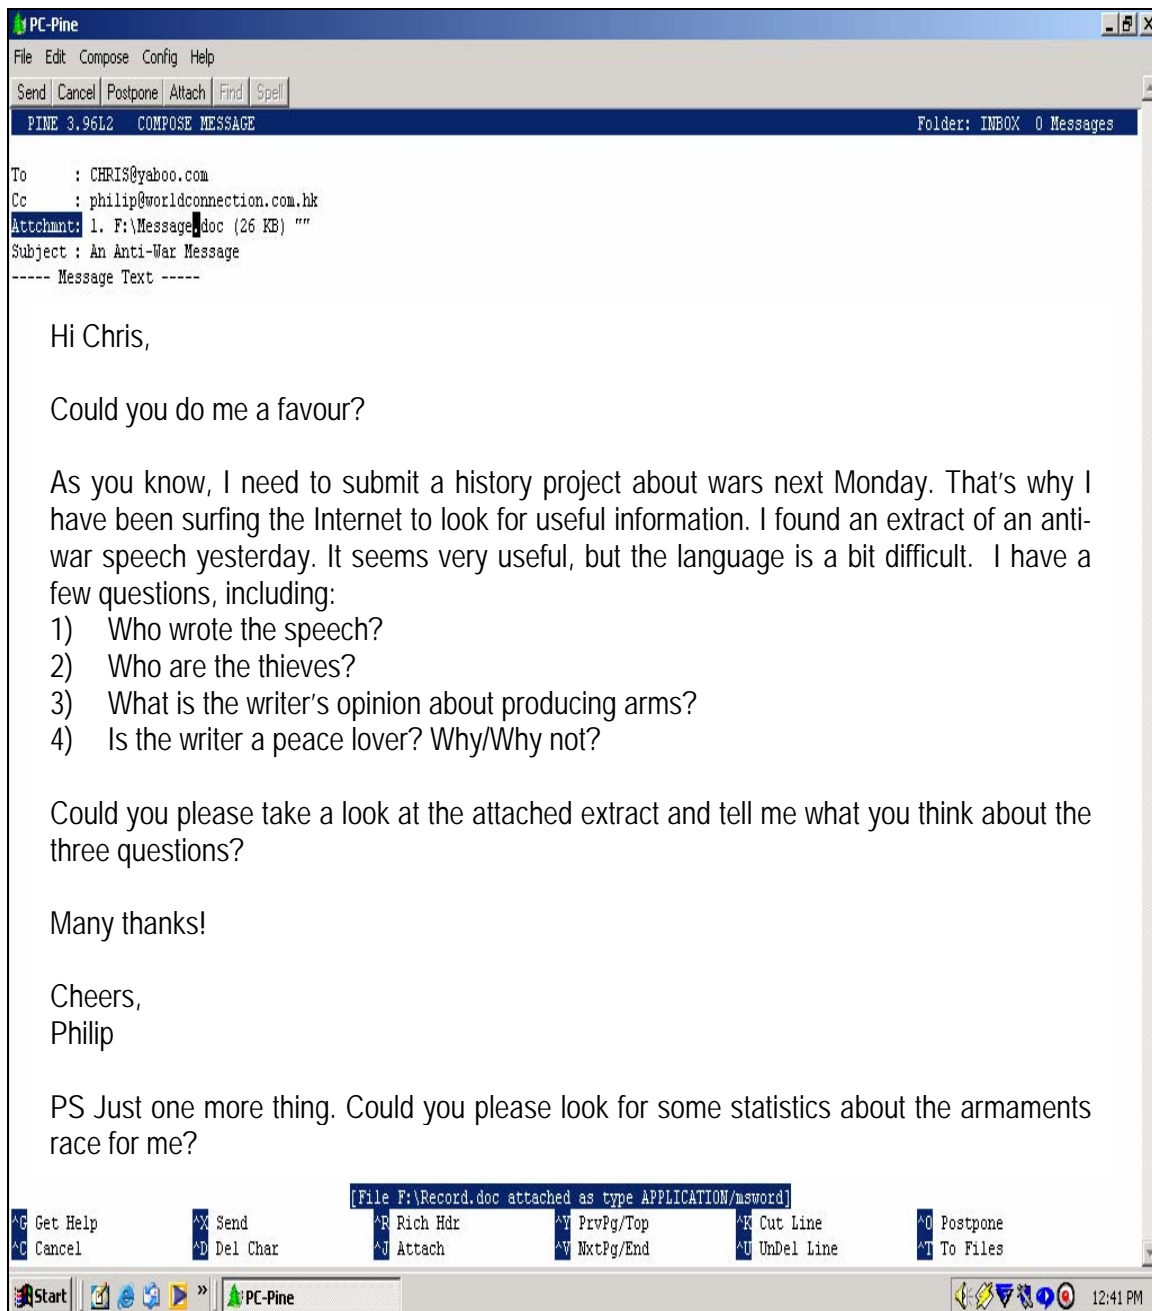 PC-Pine
File Edit Compose Config Help
Send Cancel Postpone Attach Find Spell
PINE 3.96L2 COMPOSE MESSAGE Folder: INBOX 0 Messages
To : CHRIS@yaboo.com
Cc : philip@worldconnection.com.hk
Attchmnt: 1. F:\Message.doc (26 KB) ""
Subject : An Anti-War Message
----- Message Text -----
Hi Chris,
Could you do me a favour?
As you know, I need to submit a history project about wars next Monday. That's why I
have been surfing the Internet to look for useful information. I found an extract of an anti-
war speech yesterday. It seems very useful, but the language is a bit difficult. I have a
few questions, including:
1) Who wrote the speech?
2) Who are the thieves?
3) What is the writer's opinion about producing arms?
4) Is the writer a peace lover? Why/Why not?
Could you please take a look at the attached extract and tell me what you think about the
three questions?
Many thanks!
Cheers,
Philip
PS Just one more thing. Could you please look for some statistics about the armaments
race for me?
[File F:\Record.doc attached as type APPLICATION/msword]
^G Get Help ^X Send ^R Rich Hdr ^Y PrvPg/Top ^K Cut Line ^O Postpone
^C Cancel ^D Del Char ^J Attach ^V NxtPg/End ^U UnDel Line ^T To Files
Start » PC-Pine 12:41 PM